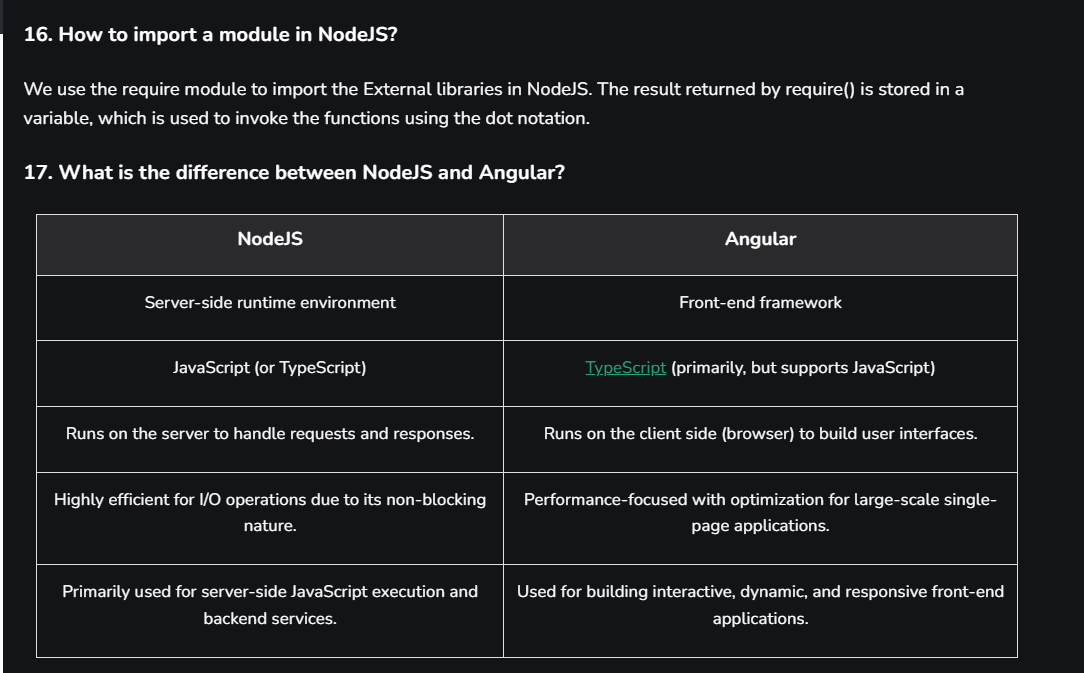 16. How to import a module in NodeJS?
We use the require module to import the External libraries in NodeJS. The result returned by require() is stored in a
variable, which is used to invoke the functions using the dot notation.
17. What is the difference between NodeJS and Angular?
NodeJS
Angular
Server-side runtime environment
Front-end framework
JavaScript (or TypeScript)
TypeScript (primarily, but supports JavaScript)
Runs on the server to handle requests and responses.
Runs on the client side (browser) to build user interfaces.
Highly efficient for I/O operations due to its non-blocking
nature.
Performance-focused with optimization for large-scale single-
page applications.
Primarily used for server-side JavaScript execution and
backend services.
Used for building interactive, dynamic, and responsive front-end
applications.